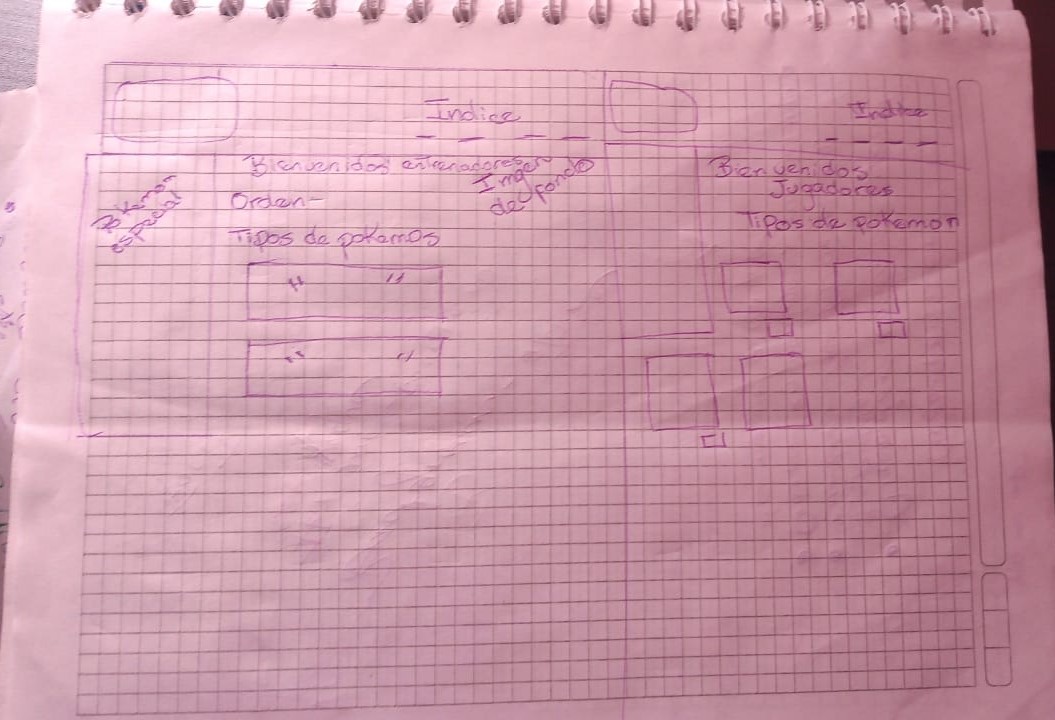 Indice
Bienvenidos entrenadores
Imagen
de fondo
Pokemon
especial
Orden-
Tipos de pokemos
Indice
Bienvenidos
Jugadores
Tipos de pokemon